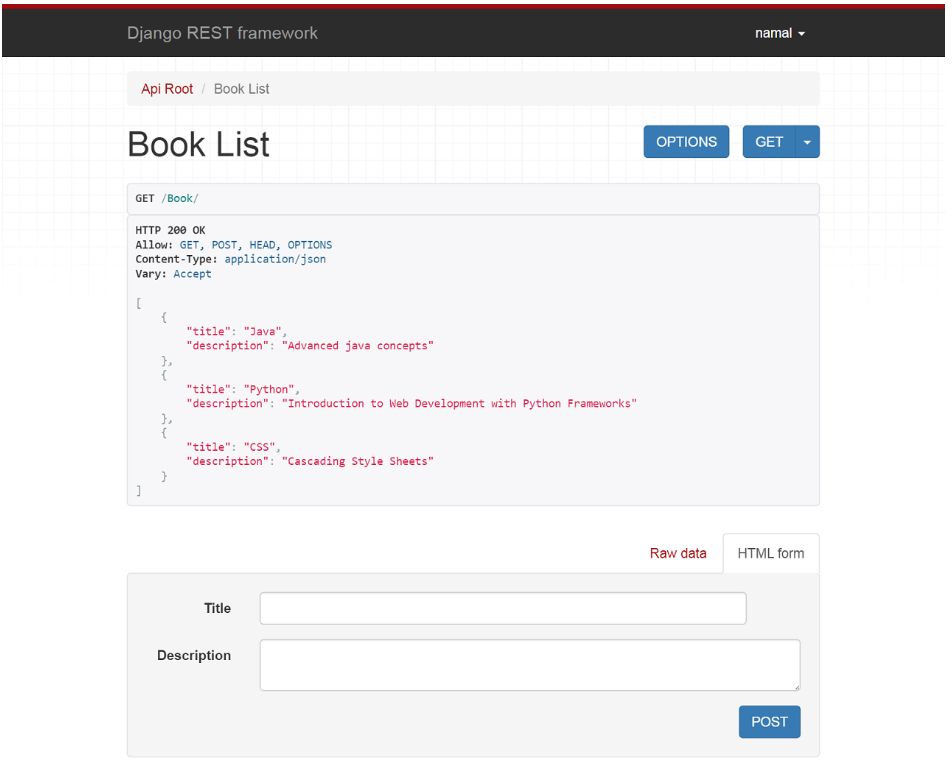 Django REST framework
namal
Api Root / Book List
Book List
OPTIONS
GET
GET /Book/
HTTP 200 OK
Allow: GET, POST, HEAD, OPTIONS
Content-Type: application/json
Vary: Accept
[
    {
        "title": "Java",
        "description": "Advanced java concepts"
    },
    {
        "title": "Python",
        "description": "Introduction to Web Development with Python Frameworks"
    },
    {
        "title": "CSS",
        "description": "Cascading Style Sheets"
    }
]
Raw data
HTML form
Title
Description
POST